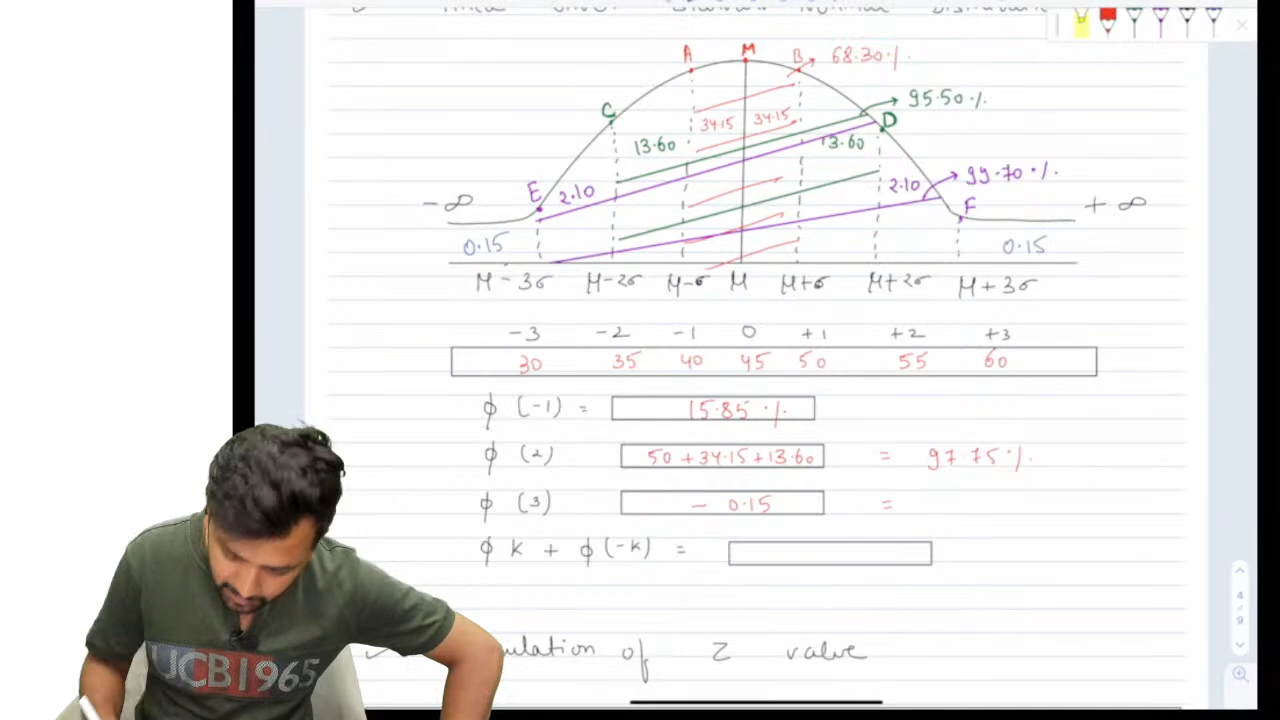 A M B 68.30%
C 95.50%
34.15 34.15 D
13.60 13.60
E 2.10 2.10 99.70%
-∞ F +∞
0.15 0.15
μ-3σ μ-2σ μ-σ μ μ+σ μ+2σ μ+3σ
-3 -2 -1 0 +1 +2 +3
30 35 40 45 50 55 60
ϕ (-1) = 15.85%
ϕ (2) 50+34.15+13.60 = 97.75%
ϕ (3) - 0.15 =
ϕ K + ϕ(-K) =
ulation of Z value
UCB1965
4
/
9